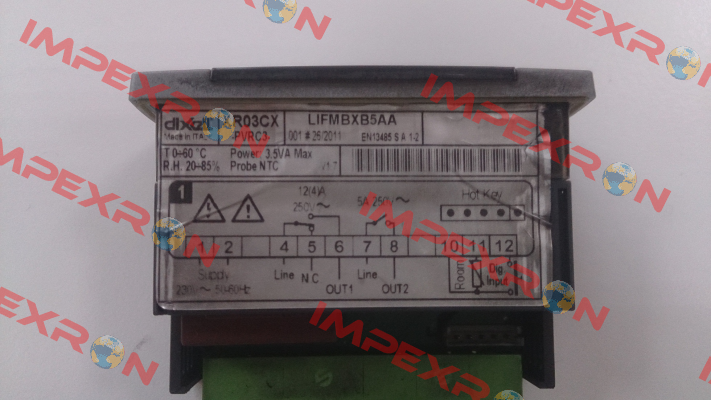 IMPEXRON
dixell
R03CX
LIFMBXB5AA
Made in ITALY
-PVRC3-
001 # 26/2011
EN13485 S A 1-2
T 0÷60 °C
Power: 3.5VA Max
R.H. 20÷85%
Probe NTC
V1-7
1
12(4)A
250V~
5A 250V~
Hot Key
1 2 4 5 6 7 8 10 11 12
Supply
230V~ 50-60Hz
Line
N.C
OUT1
Line
OUT2
Room
Dig
Input